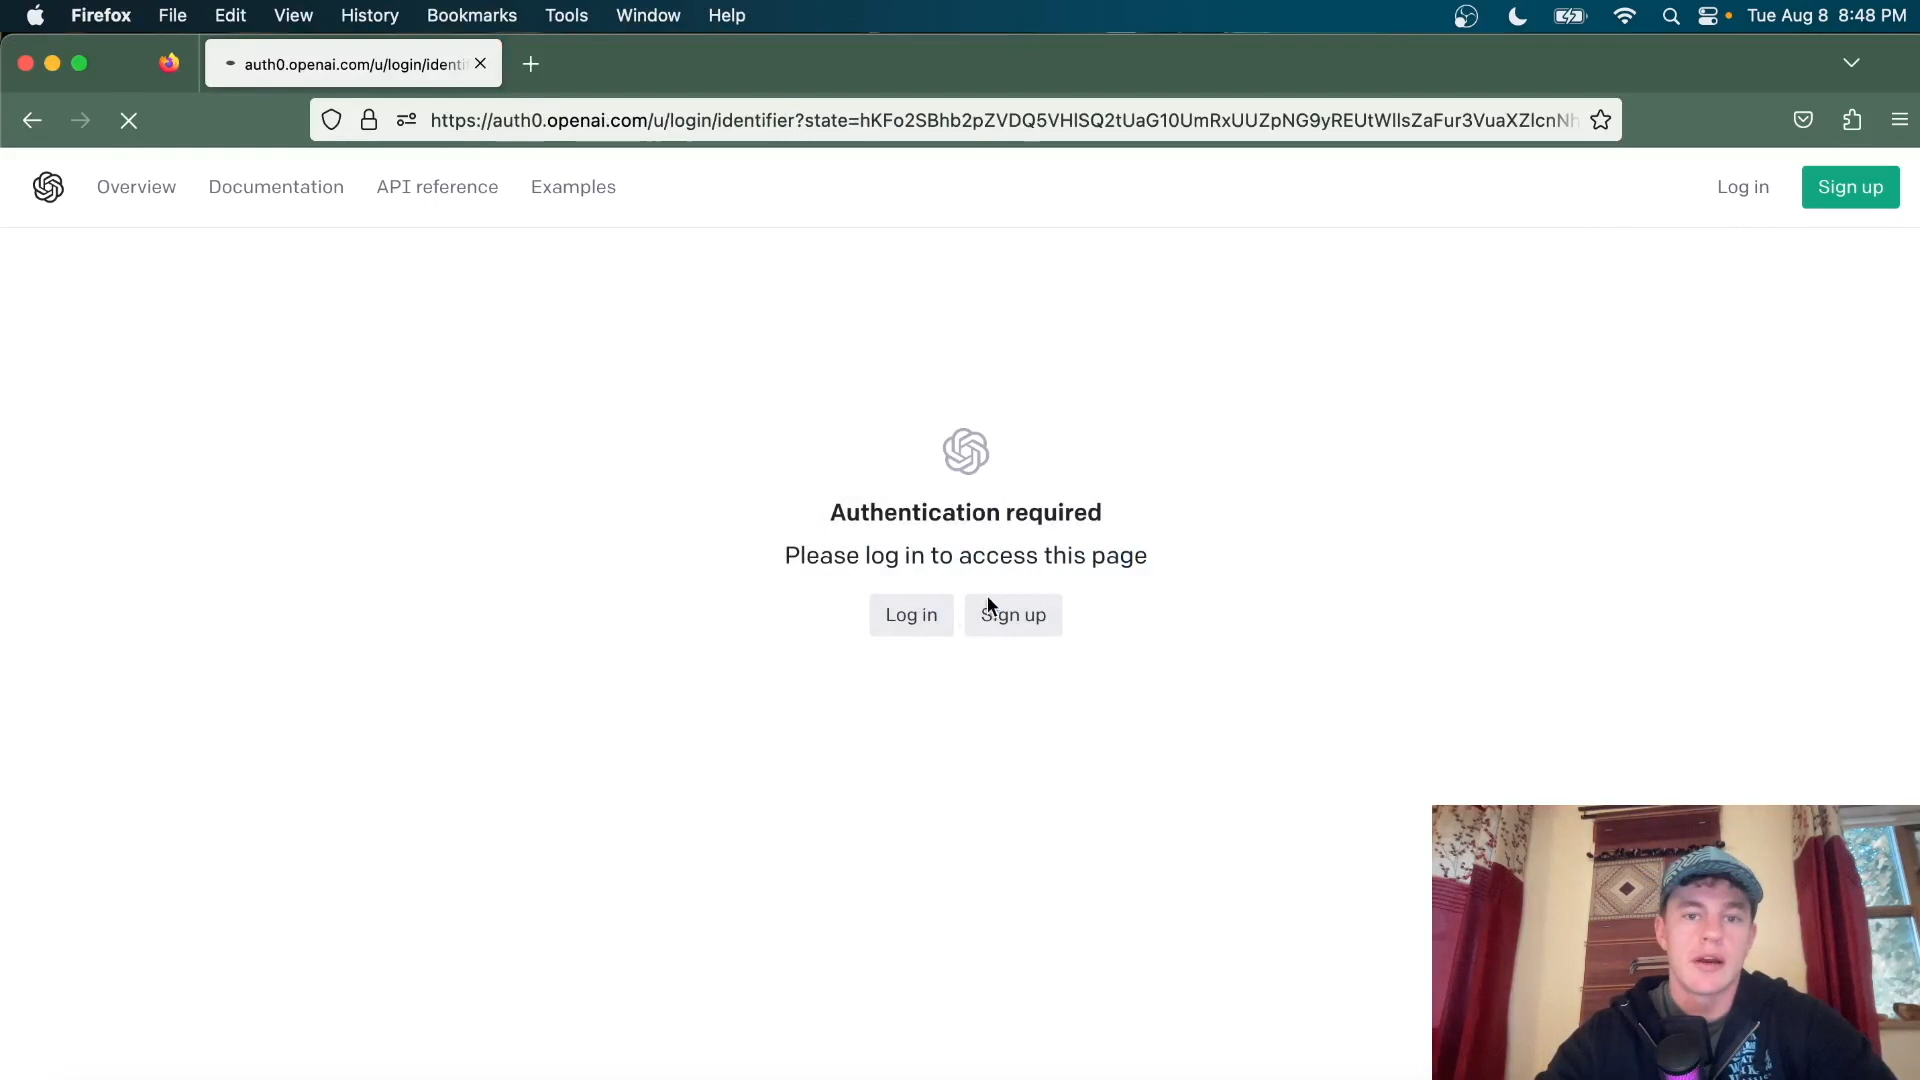 Firefox File Edit View History Bookmarks Tools Window Help Tue Aug 8 8:48 PM
auth0.openai.com/u/login/identi
https://auth0.openai.com/u/login/identifier?state=hKFo2SBhb2pZVDQ5VHlSQ2tUaG10UmRxUUZpNG9yREUtWllsZaFur3VuaXZlcnNh
Overview Documentation API reference Examples Log in Sign up
Authentication required
Please log in to access this page
Log in Sign up